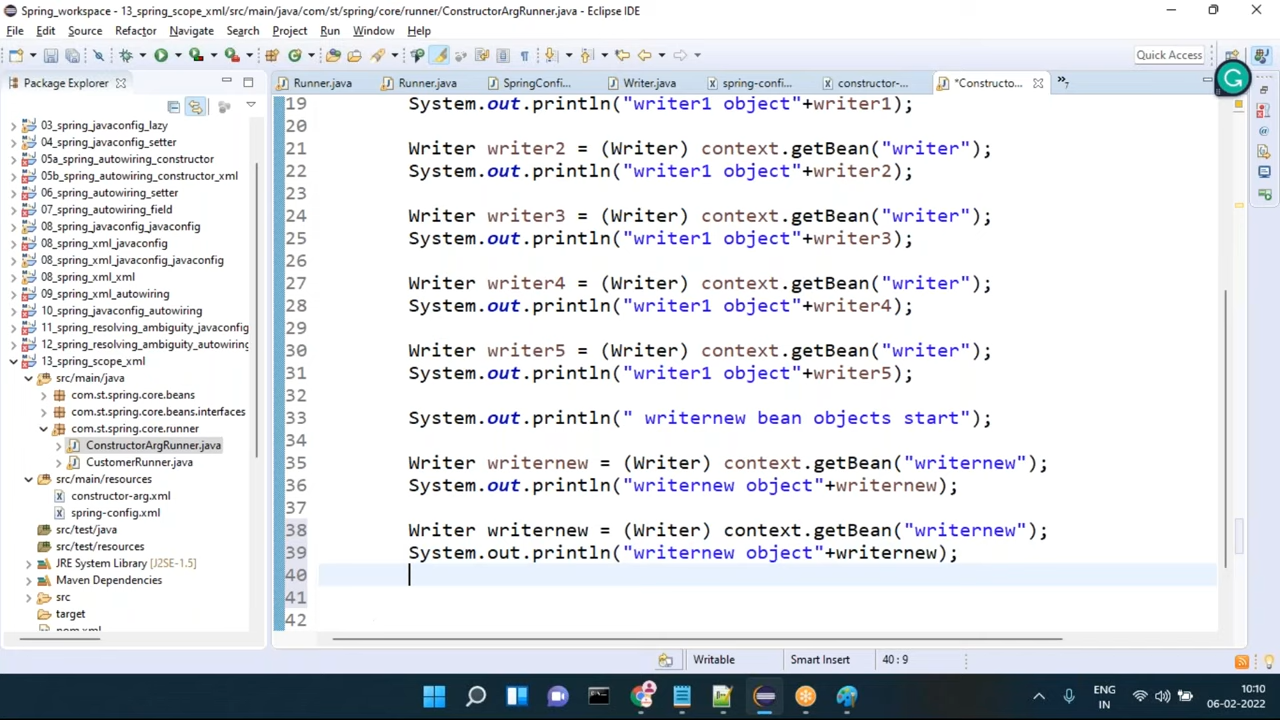 Spring_workspace - 13_spring_scope_xml/src/main/java/com/st/spring/core/runner/ConstructorArgRunner.java - Eclipse IDE
File Edit Source Refactor Navigate Search Project Run Window Help
Quick Access
Package Explorer
Runner.java
Runner.java
SpringConfi...
Writer.java
spring-confi...
constructor-...
*Constructo...
03_spring_javaconfig_lazy
04_spring_javaconfig_setter
05a_spring_autowiring_constructor
05b_spring_autowiring_constructor_xml
06_spring_autowiring_setter
07_spring_autowiring_field
08_spring_javaconfig_javaconfig
08_spring_xml_javaconfig
08_spring_xml_javaconfig_javaconfig
08_spring_xml_xml
09_spring_xml_autowiring
10_spring_javaconfig_autowiring
11_spring_resolving_ambiguity_javaconfig
12_spring_resolving_ambiguity_autowiring
13_spring_scope_xml
src/main/java
com.st.spring.core.beans
com.st.spring.core.beans.interfaces
com.st.spring.core.runner
ConstructorArgRunner.java
CustomerRunner.java
src/main/resources
constructor-arg.xml
spring-config.xml
src/test/java
src/test/resources
JRE System Library [J2SE-1.5]
Maven Dependencies
src
target
pom.xml
19 System.out.println("writer1 object"+writer1);
20
21 Writer writer2 = (Writer) context.getBean("writer");
22 System.out.println("writer1 object"+writer2);
23
24 Writer writer3 = (Writer) context.getBean("writer");
25 System.out.println("writer1 object"+writer3);
26
27 Writer writer4 = (Writer) context.getBean("writer");
28 System.out.println("writer1 object"+writer4);
29
30 Writer writer5 = (Writer) context.getBean("writer");
31 System.out.println("writer1 object"+writer5);
32
33 System.out.println(" writernew bean objects start");
34
35 Writer writernew = (Writer) context.getBean("writernew");
36 System.out.println("writernew object"+writernew);
37
38 Writer writernew = (Writer) context.getBean("writernew");
39 System.out.println("writernew object"+writernew);
40
41
42
Writable Smart Insert 40 : 9
ENG
IN
10:10
06-02-2022